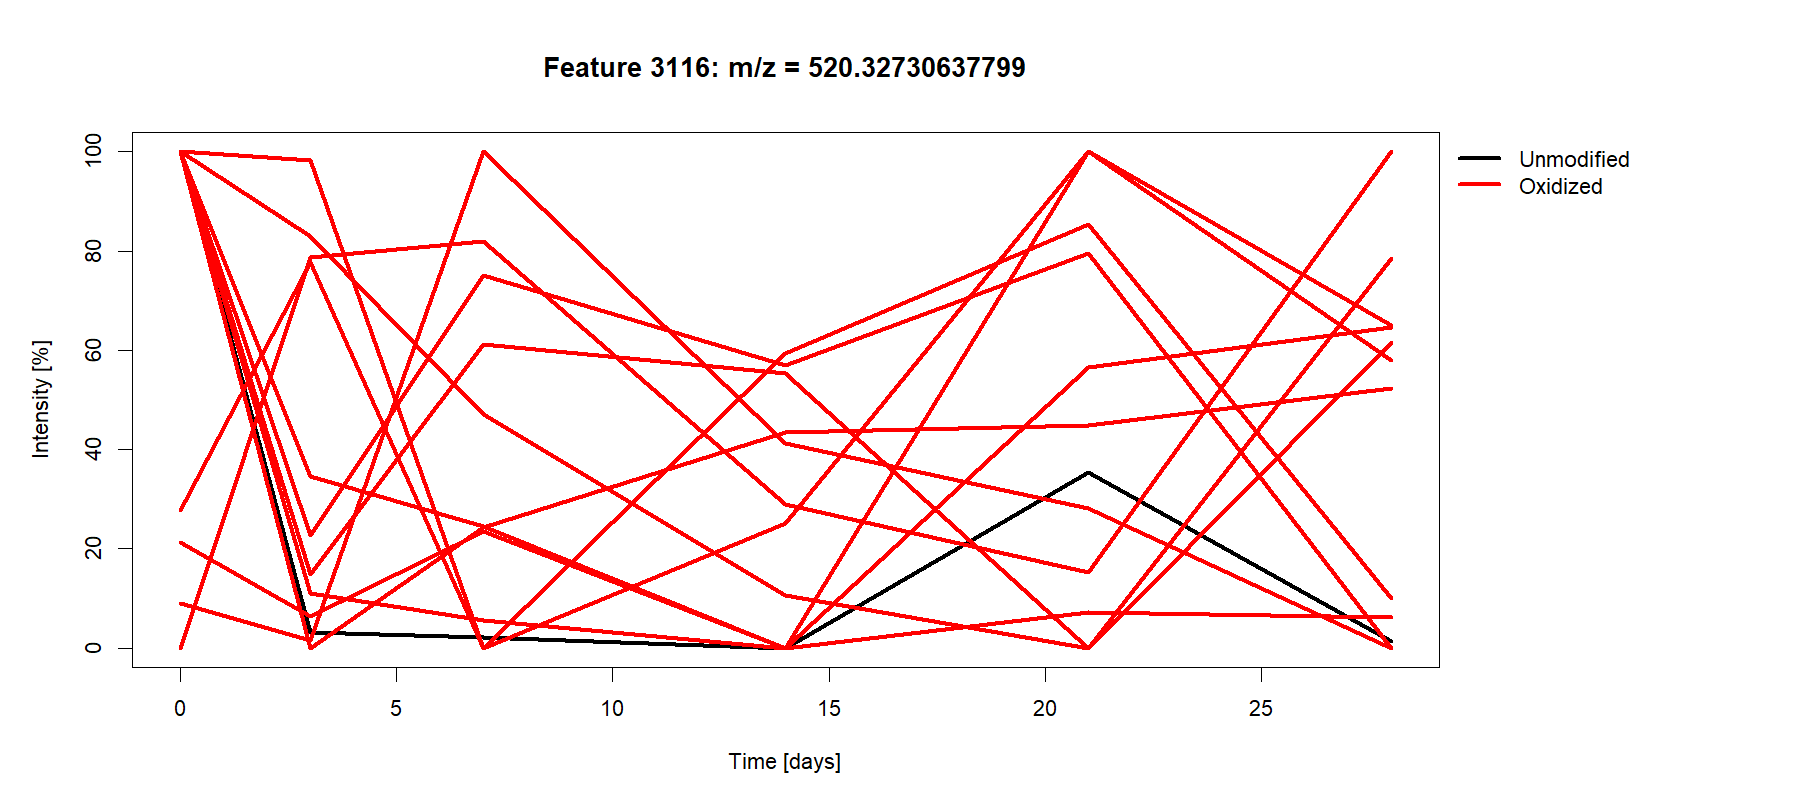 Feature 3116: m/z = 520.32730637799
Unmodified
Oxidized
Intensity [%]
100
80
60
40
20
0
0 5 10 15 20 25
Time [days]